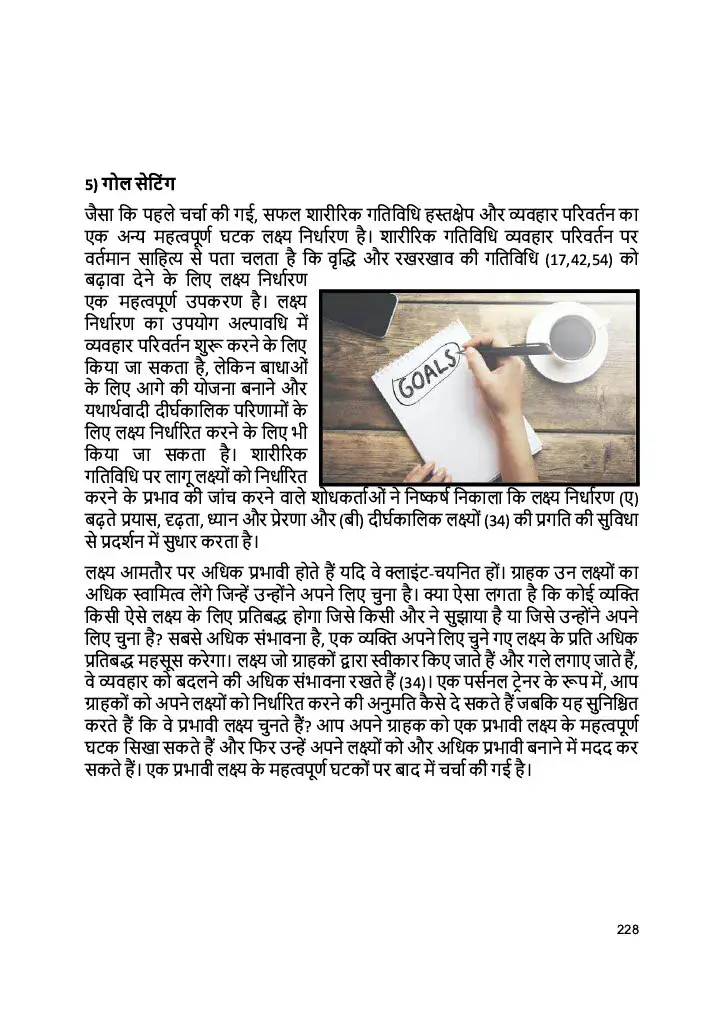 5) गोल सेटिंग
जैसा कि पहले चर्चा की गई, सफल शारीरिक गतिविधि हस्तक्षेप और व्यवहार परिवर्तन का
एक अन्य महत्वपूर्ण घटक लक्ष्य निर्धारण है। शारीरिक गतिविधि व्यवहार परिवर्तन पर
वर्तमान साहित्य से पता चलता है कि वृद्धि और रखरखाव की गतिविधि (17,42,54) को
बढ़ावा देने के लिए लक्ष्य निर्धारण
एक महत्वपूर्ण उपकरण है। लक्ष्य
निर्धारण का उपयोग अल्पावधि में
व्यवहार परिवर्तन शुरू करने के लिए
किया जा सकता है, लेकिन बाधाओं
के लिए आगे की योजना बनाने और
यथार्थवादी दीर्घकालिक परिणामों के
लिए लक्ष्य निर्धारित करने के लिए भी
किया जा सकता है। शारीरिक
गतिविधि पर लागू लक्ष्यों को निर्धारित
GOALS
करने के प्रभाव की जांच करने वाले शोधकर्ताओं ने निष्कर्ष निकाला कि लक्ष्य निर्धारण (ए)
बढ़ते प्रयास, दृढ़ता, ध्यान और प्रेरणा और (बी) दीर्घकालिक लक्ष्यों (34) की प्रगति की सुविधा
से प्रदर्शन में सुधार करता है।
लक्ष्य आमतौर पर अधिक प्रभावी होते हैं यदि वे क्लाइंट-चयनित हों। ग्राहक उन लक्ष्यों का
अधिक स्वामित्व लेंगे जिन्हें उन्होंने अपने लिए चुना है। क्या ऐसा लगता है कि कोई व्यक्ति
किसी ऐसे लक्ष्य के लिए प्रतिबद्ध होगा जिसे किसी और ने सुझाया है या जिसे उन्होंने अपने
लिए चुना है? सबसे अधिक संभावना है, एक व्यक्ति अपने लिए चुने गए लक्ष्य के प्रति अधिक
प्रतिबद्ध महसूस करेगा। लक्ष्य जो ग्राहकों द्वारा स्वीकार किए जाते हैं और गले लगाए जाते हैं,
वे व्यवहार को बदलने की अधिक संभावना रखते हैं (34)। एक पर्सनल ट्रेनर के रूप में, आप
ग्राहकों को अपने लक्ष्यों को निर्धारित करने की अनुमति कैसे दे सकते हैं जबकि यह सुनिश्चित
करते हैं कि वे प्रभावी लक्ष्य चुनते हैं? आप अपने ग्राहक को एक प्रभावी लक्ष्य के महत्वपूर्ण
घटक सिखा सकते हैं और फिर उन्हें अपने लक्ष्यों को और अधिक प्रभावी बनाने में मदद कर
सकते हैं। एक प्रभावी लक्ष्य के महत्वपूर्ण घटकों पर बाद में चर्चा की गई है।
228